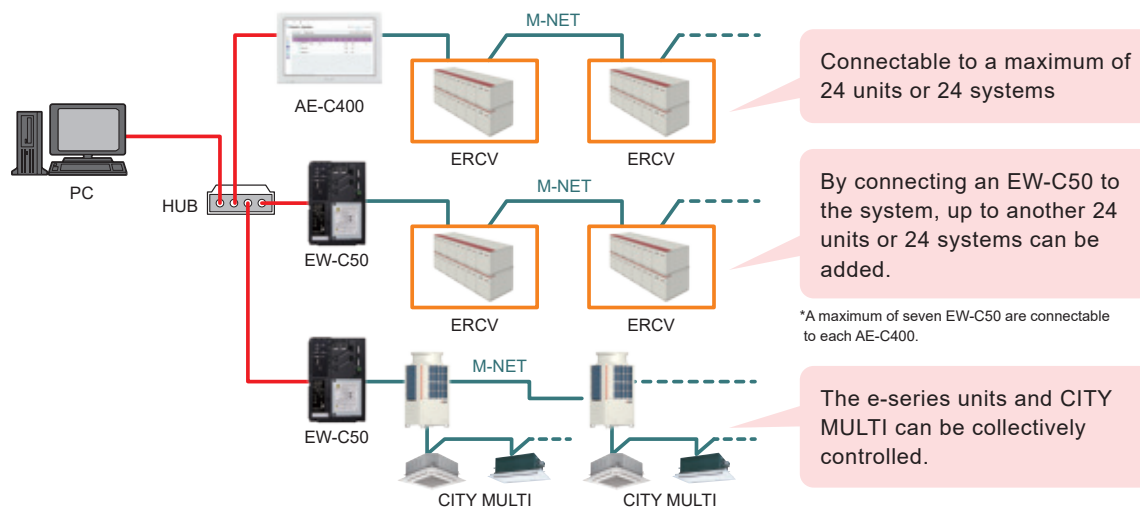 M-NET
AE-C400
ERCV
ERCV
Connectable to a maximum of
24 units or 24 systems
PC
HUB
M-NET
EW-C50
ERCV
ERCV
By connecting an EW-C50 to
the system, up to another 24
units or 24 systems can be
added.
*A maximum of seven EW-C50 are connectable
to each AE-C400.
M-NET
EW-C50
CITY MULTI
CITY MULTI
The e-series units and CITY
MULTI can be collectively
controlled.